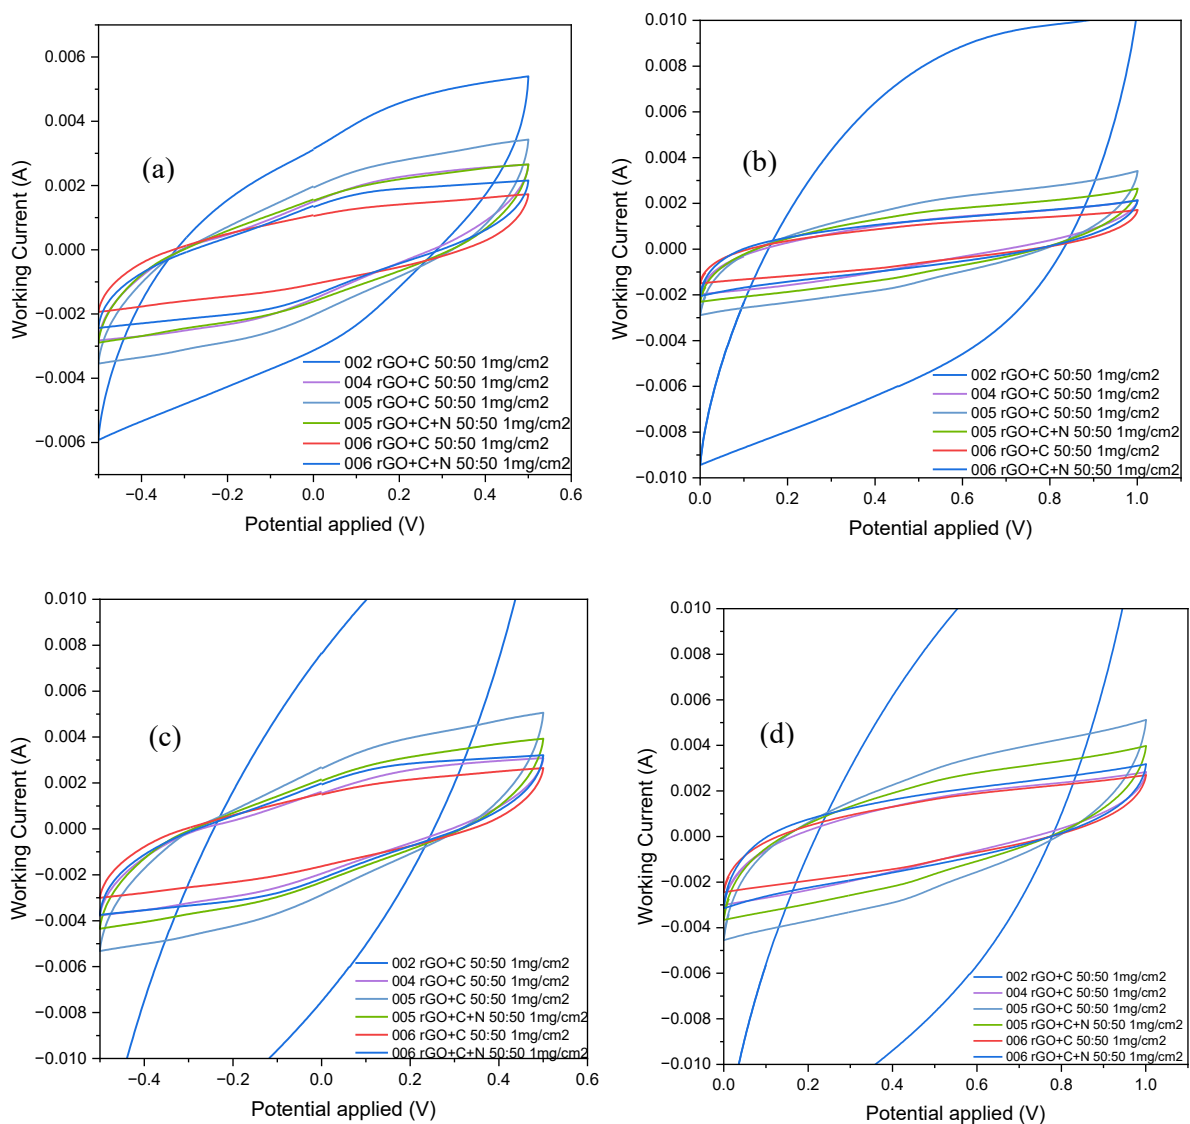 0.006
0.004
0.002
0.000
−0.002
−0.004
−0.006
Working Current (A)
(a)
002 rGO+C 50:50 1mg/cm2
004 rGO+C 50:50 1mg/cm2
005 rGO+C 50:50 1mg/cm2
005 rGO+C+N 50:50 1mg/cm2
006 rGO+C 50:50 1mg/cm2
006 rGO+C+N 50:50 1mg/cm2
−0.4 −0.2 0.0 0.2 0.4 0.6
Potential applied (V)
0.010
0.008
0.006
0.004
0.002
0.000
−0.002
−0.004
−0.006
−0.008
−0.010
Working Current (A)
(b)
002 rGO+C 50:50 1mg/cm2
004 rGO+C 50:50 1mg/cm2
005 rGO+C 50:50 1mg/cm2
005 rGO+C+N 50:50 1mg/cm2
006 rGO+C 50:50 1mg/cm2
006 rGO+C+N 50:50 1mg/cm2
0.0 0.2 0.4 0.6 0.8 1.0
Potential applied (V)
0.010
0.008
0.006
0.004
0.002
0.000
−0.002
−0.004
−0.006
−0.008
−0.010
Working Current (A)
(c)
002 rGO+C 50:50 1mg/cm2
004 rGO+C 50:50 1mg/cm2
005 rGO+C 50:50 1mg/cm2
005 rGO+C+N 50:50 1mg/cm2
006 rGO+C 50:50 1mg/cm2
006 rGO+C+N 50:50 1mg/cm2
−0.4 −0.2 0.0 0.2 0.4 0.6
Potential applied (V)
0.010
0.008
0.006
0.004
0.002
0.000
−0.002
−0.004
−0.006
−0.008
−0.010
Working Current (A)
(d)
002 rGO+C 50:50 1mg/cm2
004 rGO+C 50:50 1mg/cm2
005 rGO+C 50:50 1mg/cm2
005 rGO+C+N 50:50 1mg/cm2
006 rGO+C 50:50 1mg/cm2
006 rGO+C+N 50:50 1mg/cm2
0.0 0.2 0.4 0.6 0.8 1.0
Potential applied (V)